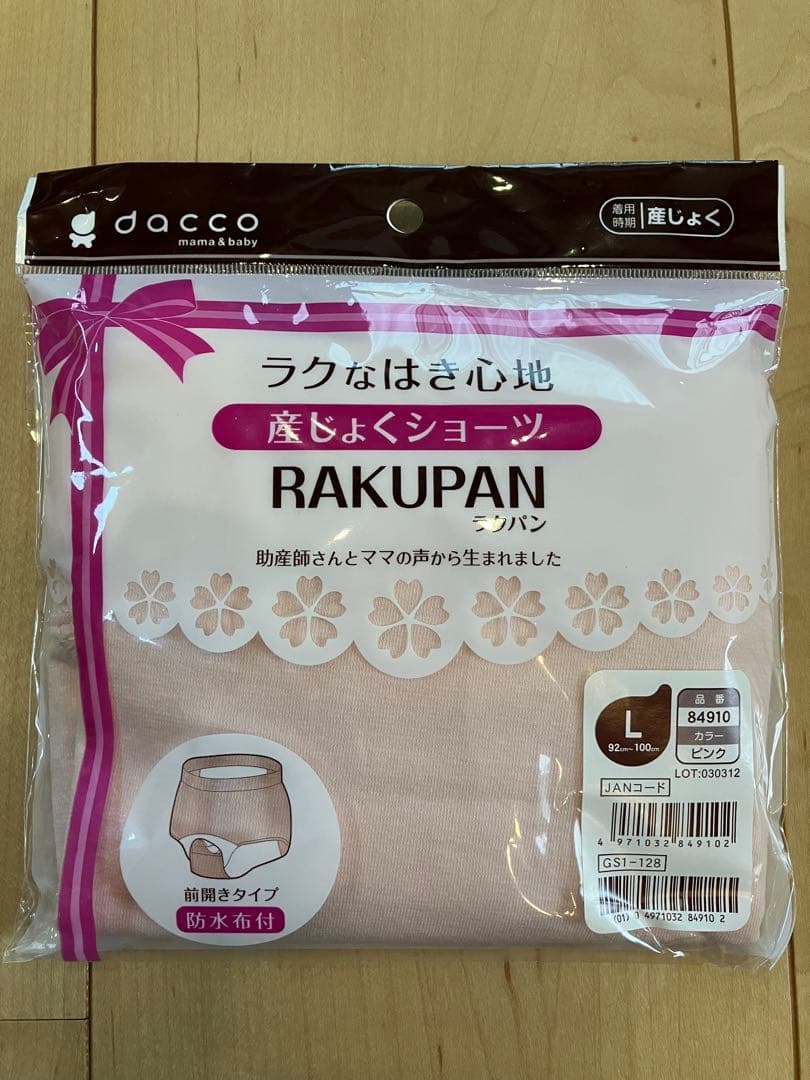 dacco
mama & baby
着用時期 産じょく
ラクなはき心地
産じょくショーツ
RAKUPAN
ラクパン
助産師さんとママの声から生まれました
L
92cm~100cm
品番
84910
カラー
ピンク
LOT:030312
JANコード
4 971032 849102
GS1-128
(01) 0 4971032 84910 2
前開きタイプ
防水布付